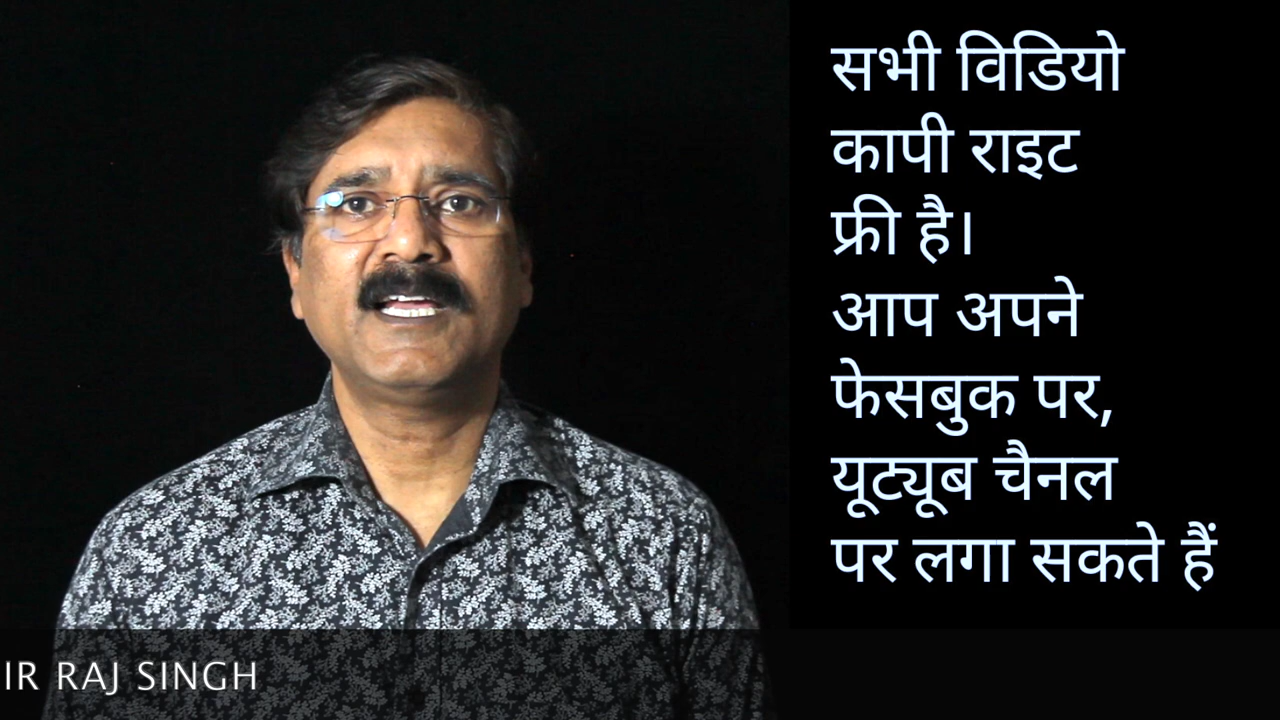 सभी विडियो
कापी राइट
फ्री है।
आप अपने
फेसबुक पर,
यूट्यूब चैनल
पर लगा सकते हैं
IR RAJ SINGH